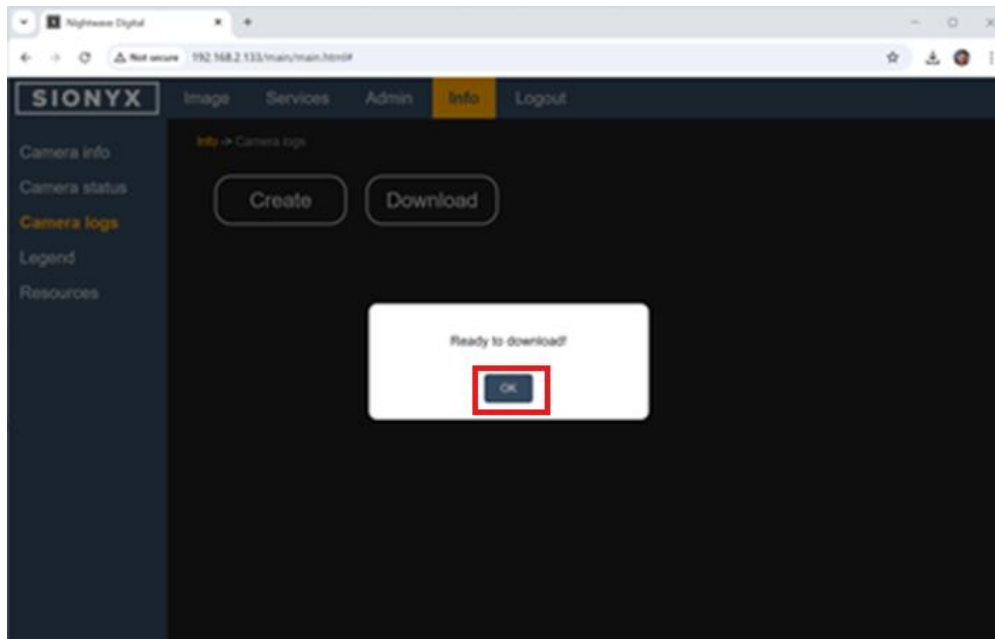 Nightwave Digital
Not secure 192.168.2.133/main/main.html#
SIONYX Image Services Admin Info Logout
Info -> Camera logs
Camera info
Camera status
Camera logs
Legend
Resources
Create Download
Ready to download!
OK